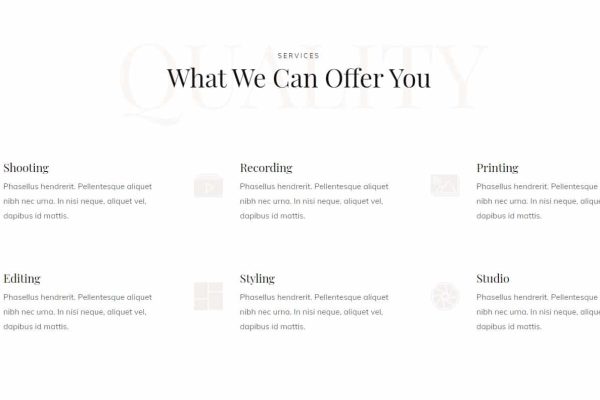 QUALITY
SERVICES
What We Can Offer You
Shooting
Phasellus hendrerit. Pellentesque aliquet
nibh nec urna. In nisi neque, aliquet vel,
dapibus id mattis.
Recording
Phasellus hendrerit. Pellentesque aliquet
nibh nec urna. In nisi neque, aliquet vel,
dapibus id mattis.
Printing
Phasellus hendrerit. Pellentesque
nibh nec urna. In nisi neque, aliquet
dapibus id mattis.
Editing
Phasellus hendrerit. Pellentesque aliquet
nibh nec urna. In nisi neque, aliquet vel,
dapibus id mattis.
Styling
Phasellus hendrerit. Pellentesque aliquet
nibh nec urna. In nisi neque, aliquet vel,
dapibus id mattis.
Studio
Phasellus hendrerit. Pellentesque
nibh nec urna. In nisi neque, aliquet
dapibus id mattis.